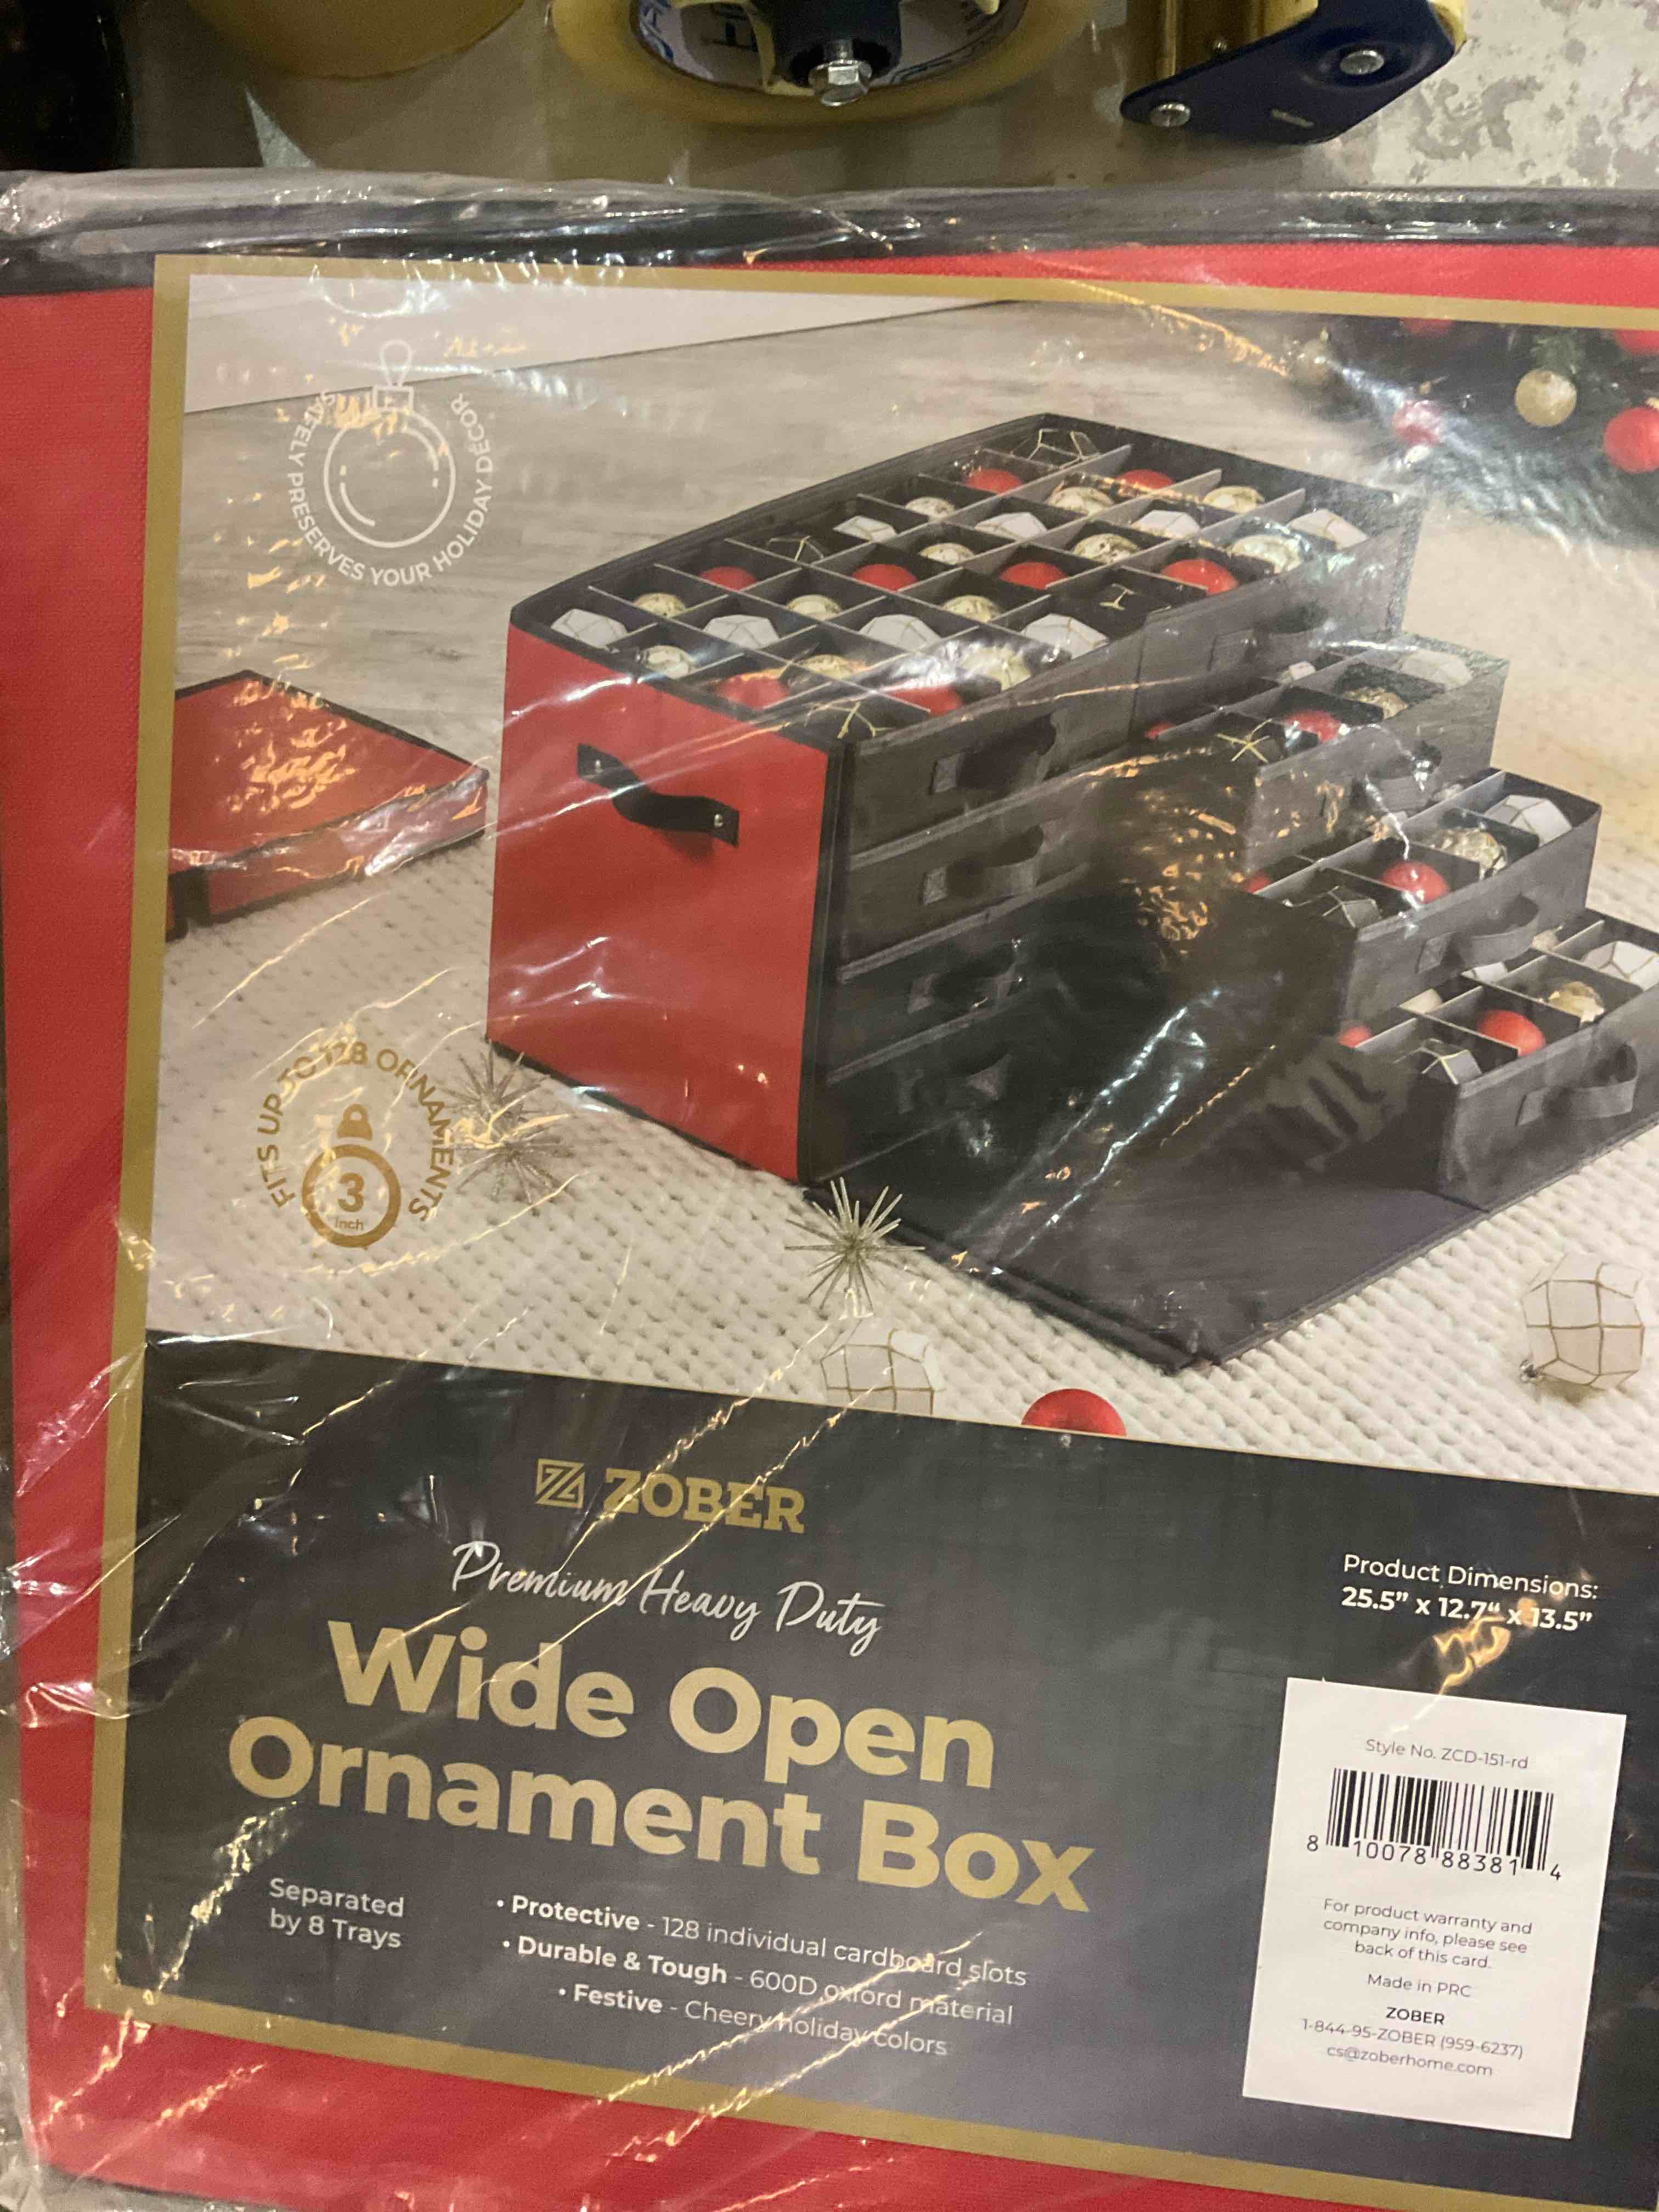 SAFELY PRESERVES YOUR HOLIDAY DÉCOR
FITS UP TO 128 ORNAMENTS
3
inch
ZOBER
Premium Heavy Duty
Wide Open
Ornament Box
Separated
by 8 Trays
• Protective - 128 individual cardboard slots
• Durable & Tough - 600D oxford material
• Festive - Cheery holiday colors
Product Dimensions:
25.5” x 12.7“ x 13.5”
Style No. ZCD-151-rd
8 10078 88381 4
For product warranty and
company info, please see
back of this card.
Made in PRC
ZOBER
1-844-95-ZOBER (959-6237)
cs@zoberhome.com